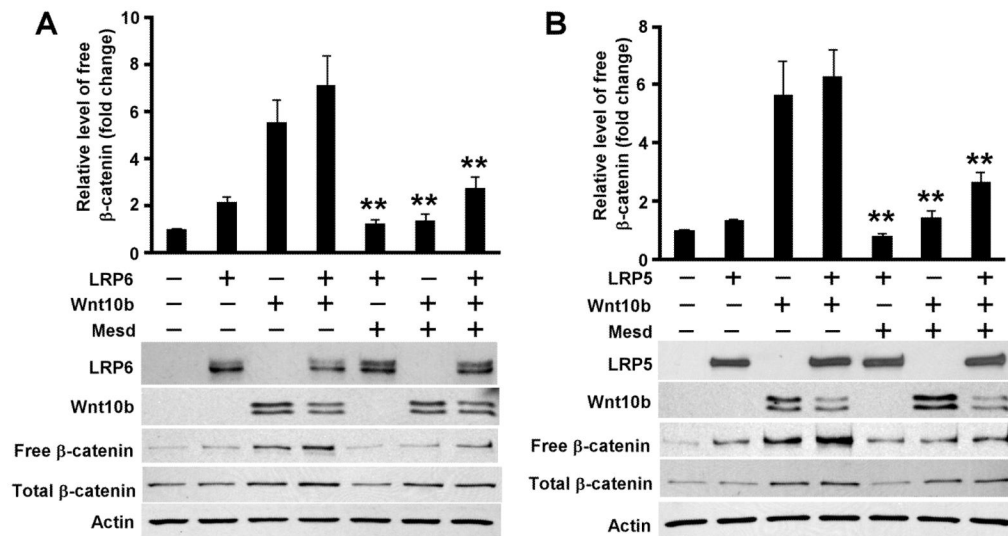 A
Relative level of free
β-catenin (fold change)
10
8
6
4
2
0
** ** **
LRP6 – + – + + – +
Wnt10b – – + + – + +
Mesd – – – – + + +
LRP6
Wnt10b
Free β-catenin
Total β-catenin
Actin
B
Relative level of free
β-catenin (fold change)
8
6
4
2
0
** ** **
LRP5 – + – + + – +
Wnt10b – – + + – + +
Mesd – – – – + + +
LRP5
Wnt10b
Free β-catenin
Total β-catenin
Actin